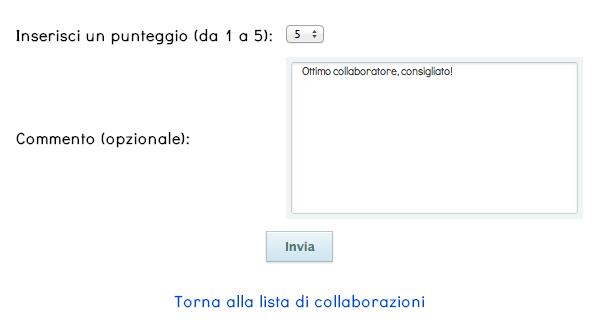 Inserisci un punteggio (da 1 a 5): 5
Ottimo collaboratore, consigliato!
Commento (opzionale):
Invia
Torna alla lista di collaborazioni